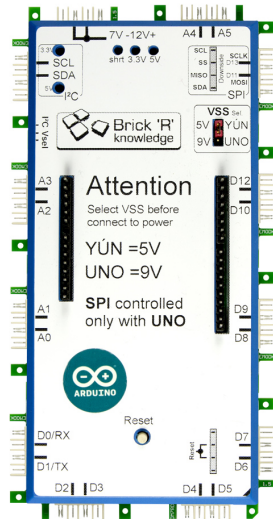 7V -12V+
A4 A5
3.3V
shrt 3.3V 5V
SCL
SCL
SCLK
SDA
SS
D13
5V
MISO
D11
I²C
SDA
MOSI
Downside
SPI
I²C Vsel
Brick 'R'
knowledge
VSS Sel
5V YÚN
9V UNO
A3
Attention
D12
A2
Select VSS before
D10
connect to power
YÚN =5V
UNO =9V
A1
SPI controlled
D9
A0
only with UNO
D8
ARDUINO
Reset
D0/RX
D7
Reset
D1/TX
D6
D2 D3
D4 D5